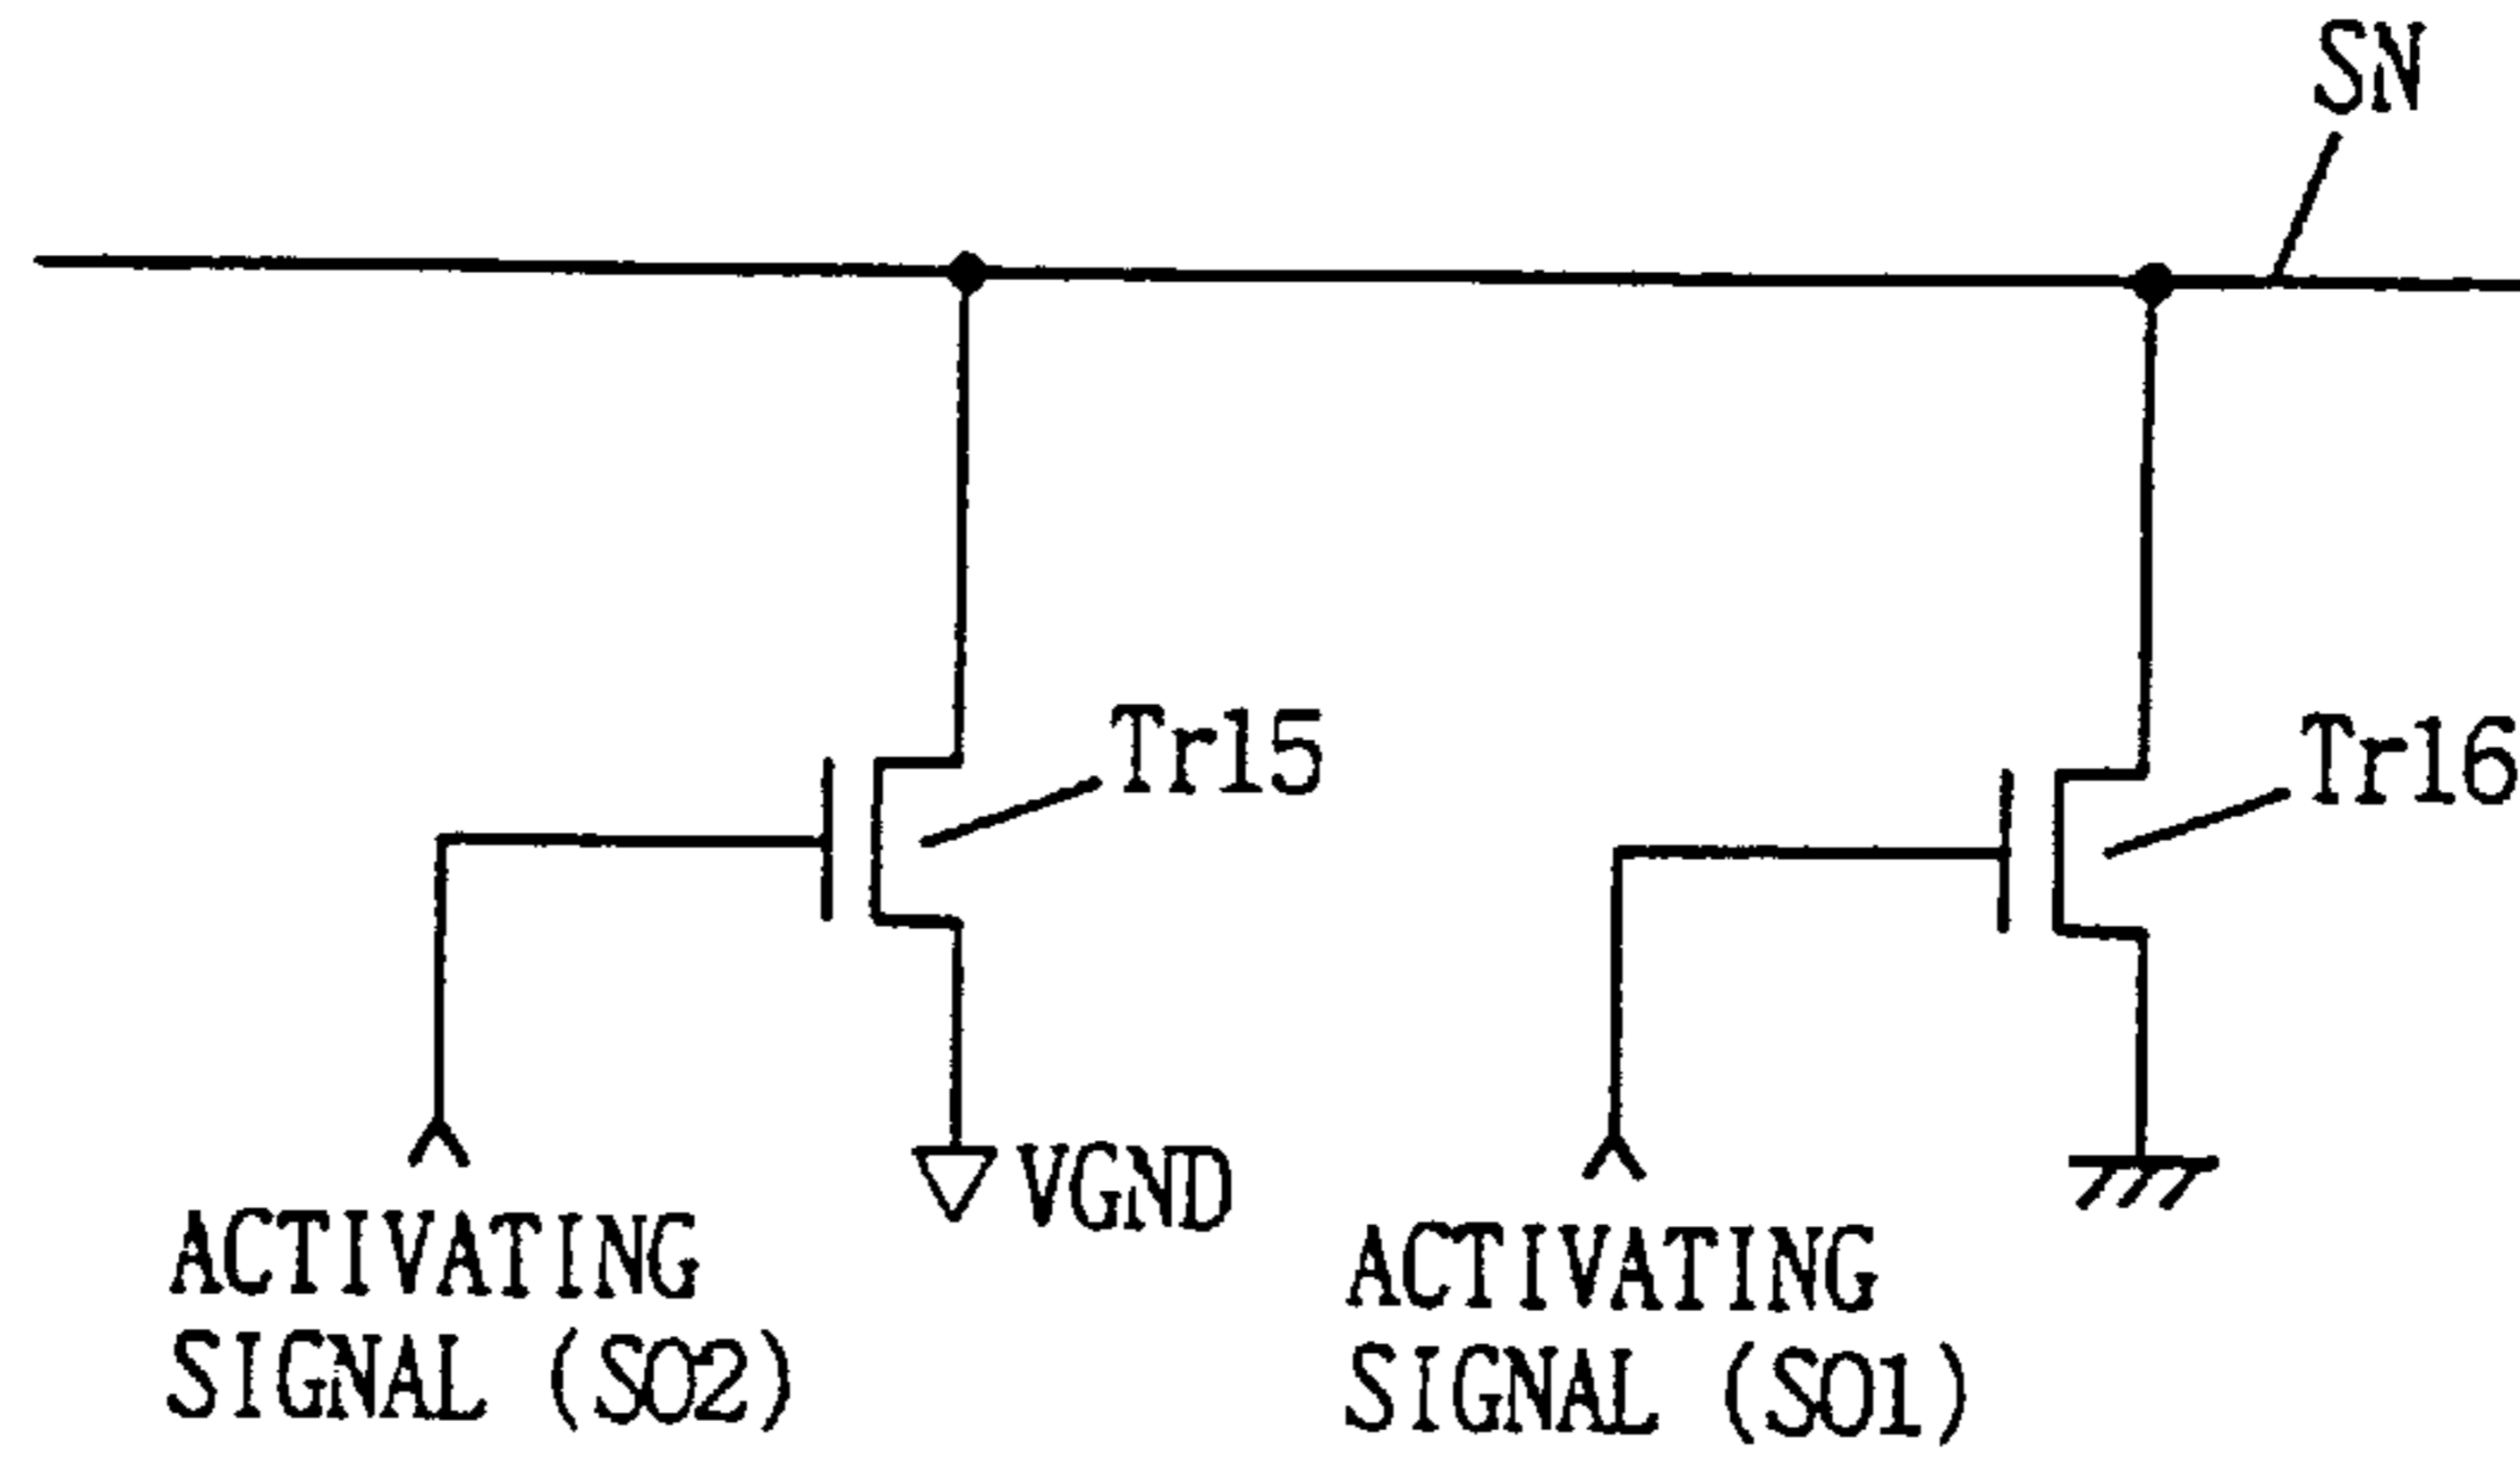 SN
Tr15
Tr16
VGND
ACTIVATING
SIGNAL (SO2)
ACTIVATING
SIGNAL (SO1)